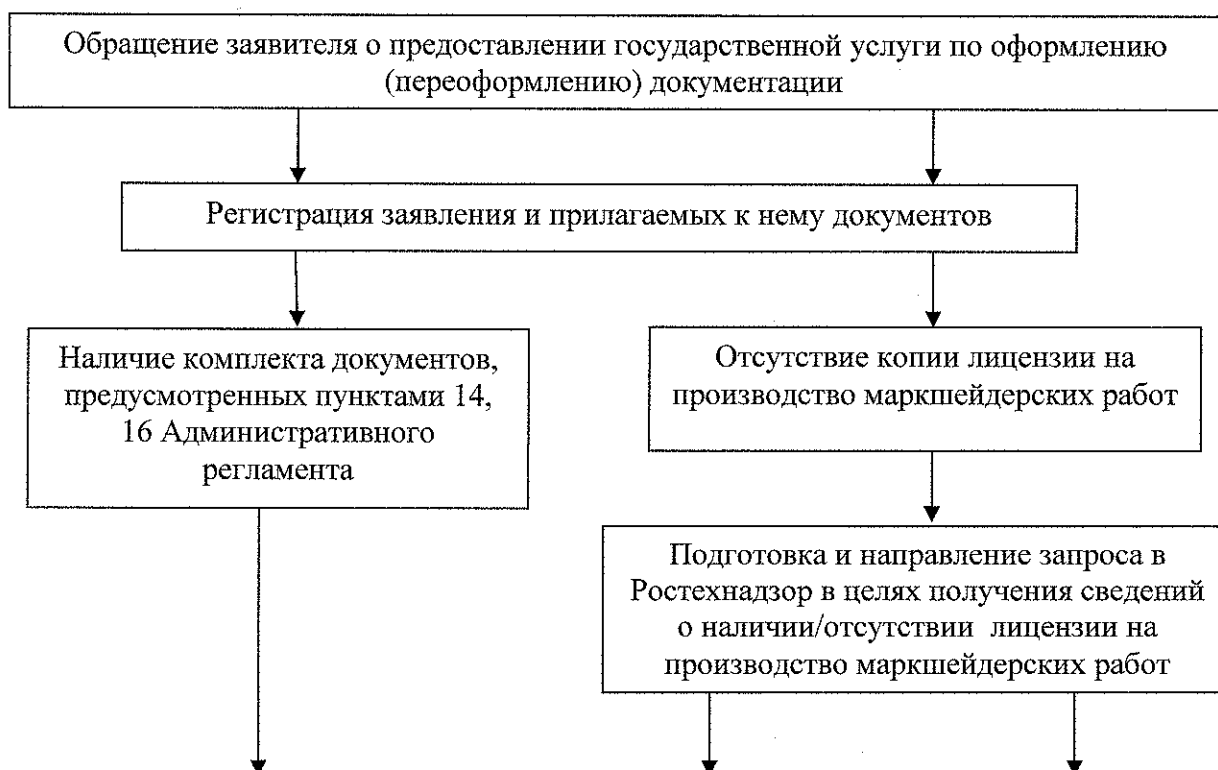 Обращение заявителя о предоставлении государственной услуги по оформлению
(переоформлению) документации
Регистрация заявления и прилагаемых к нему документов
Наличие комплекта документов,
предусмотренных пунктами 14,
16 Административного
регламента
Отсутствие копии лицензии на
производство маркшейдерских работ
Подготовка и направление запроса в
Ростехнадзор в целях получения сведений
о наличии/отсутствии лицензии на
производство маркшейдерских работ